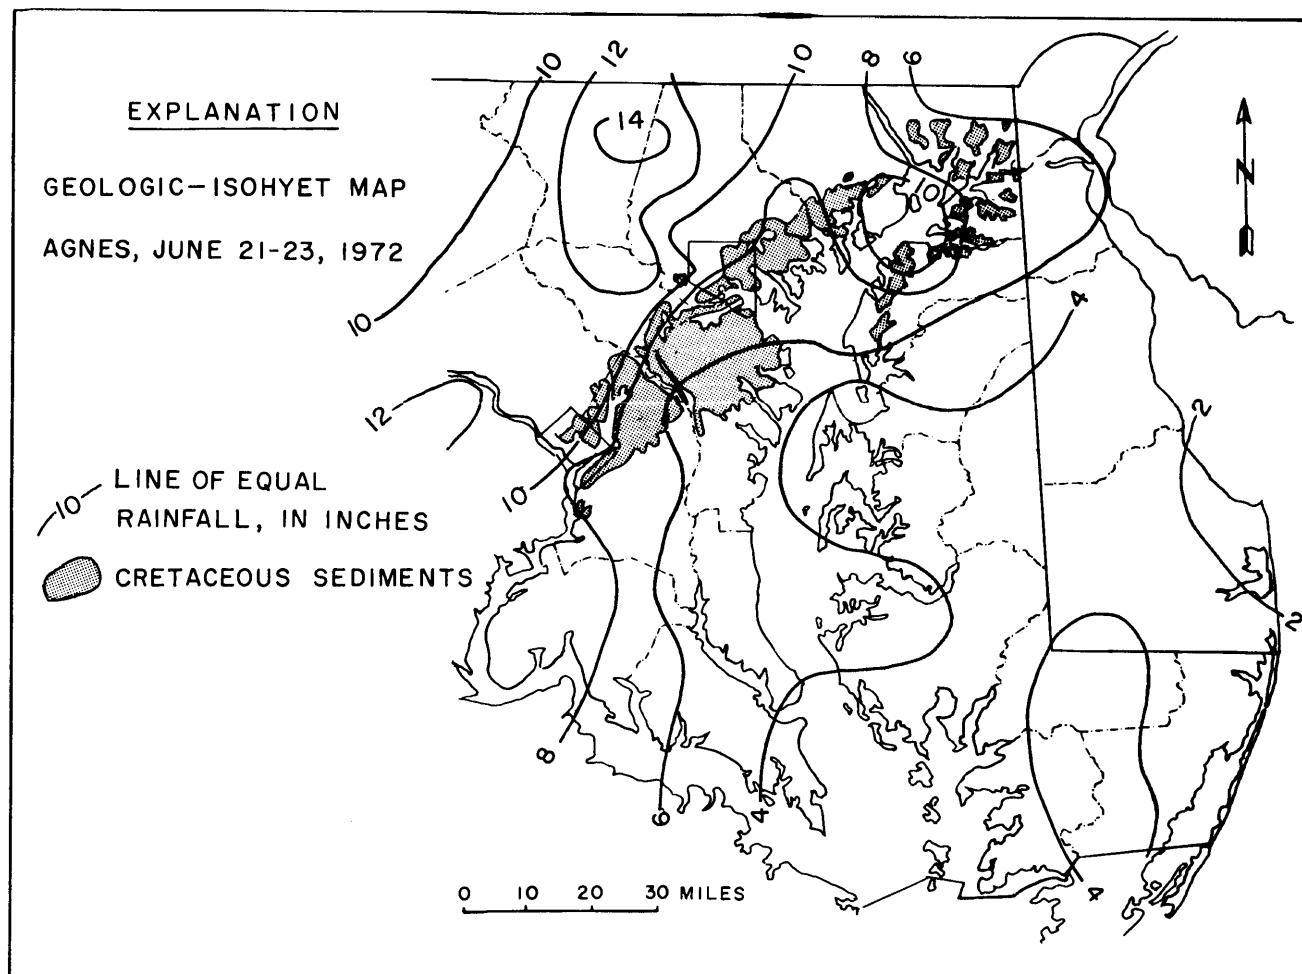 EXPLANATION
GEOLOGIC-ISOHYET MAP
AGNES, JUNE 21-23, 1972
10
LINE OF EQUAL
RAINFALL, IN INCHES
CRETACEOUS SEDIMENTS
10
12
10
8
6
14
10
N
10
4
12
2
10
2
8
6
4
4
0 10 20 30 MILES